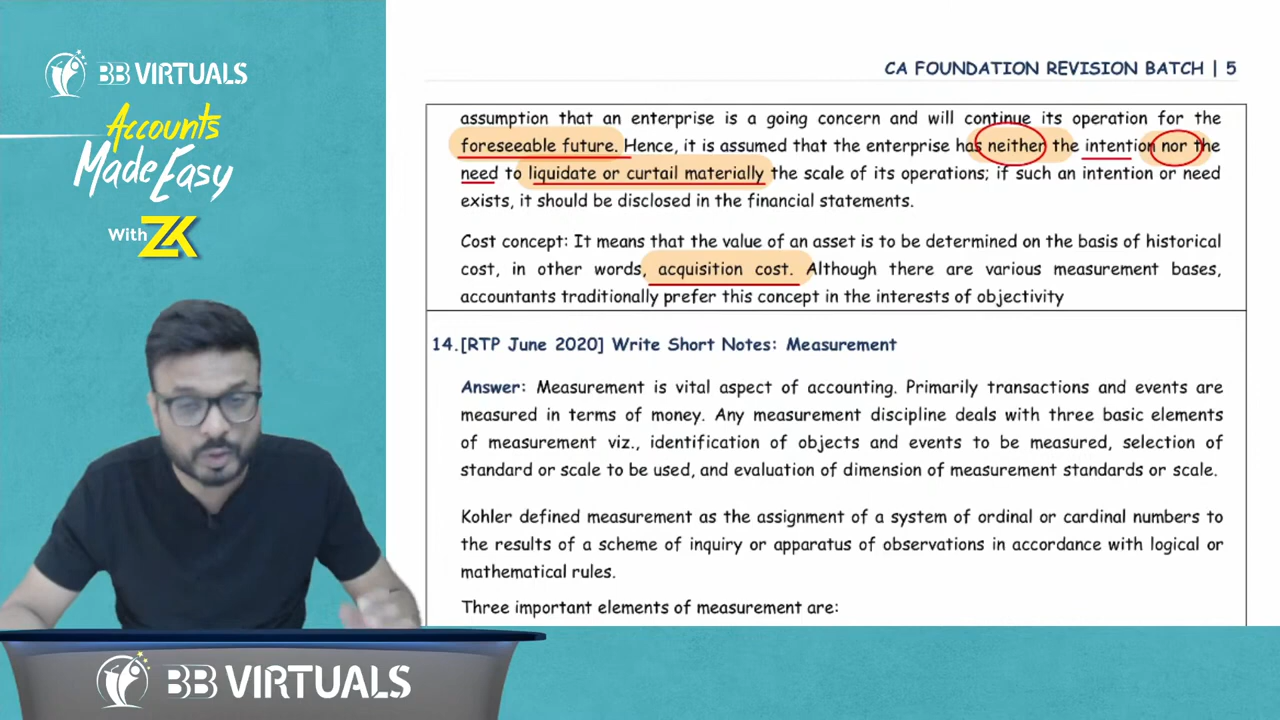 BB VIRTUALS
Accounts
Made Easy
With ZK
CA FOUNDATION REVISION BATCH | 5
assumption that an enterprise is a going concern and will continue its operation for the
foreseeable future. Hence, it is assumed that the enterprise has neither the intention nor the
need to liquidate or curtail materially the scale of its operations; if such an intention or need
exists, it should be disclosed in the financial statements.
Cost concept: It means that the value of an asset is to be determined on the basis of historical
cost, in other words, acquisition cost. Although there are various measurement bases,
accountants traditionally prefer this concept in the interests of objectivity
14.[RTP June 2020] Write Short Notes: Measurement
Answer: Measurement is vital aspect of accounting. Primarily transactions and events are
measured in terms of money. Any measurement discipline deals with three basic elements
of measurement viz., identification of objects and events to be measured, selection of
standard or scale to be used, and evaluation of dimension of measurement standards or scale.
Kohler defined measurement as the assignment of a system of ordinal or cardinal numbers to
the results of a scheme of inquiry or apparatus of observations in accordance with logical or
mathematical rules.
Three important elements of measurement are:
BB VIRTUALS